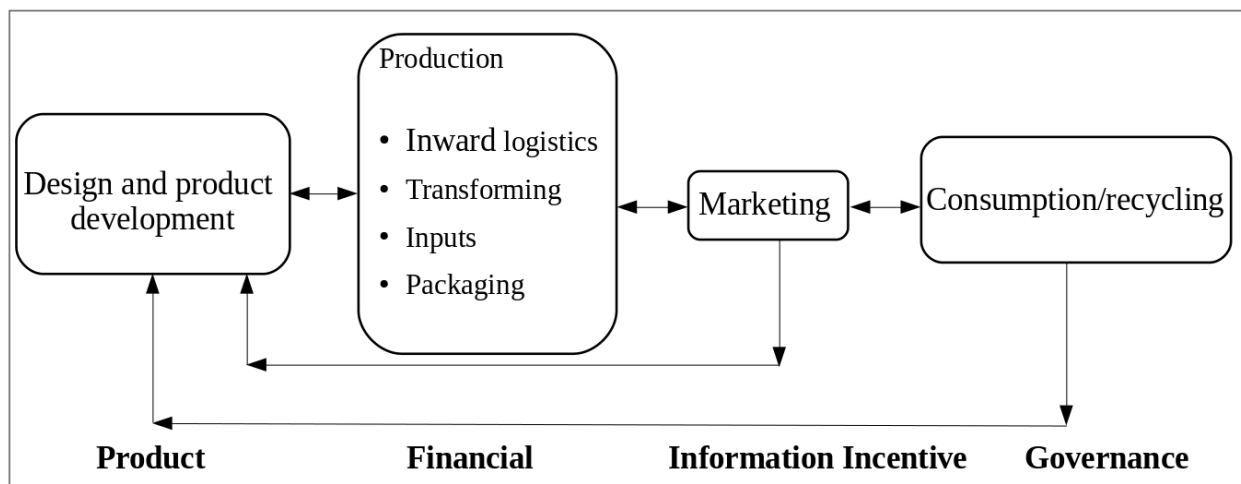 Production
• Inward logistics
• Transforming
• Inputs
• Packaging
Design and product
development
Marketing
Consumption/recycling
Product Financial Information Incentive Governance